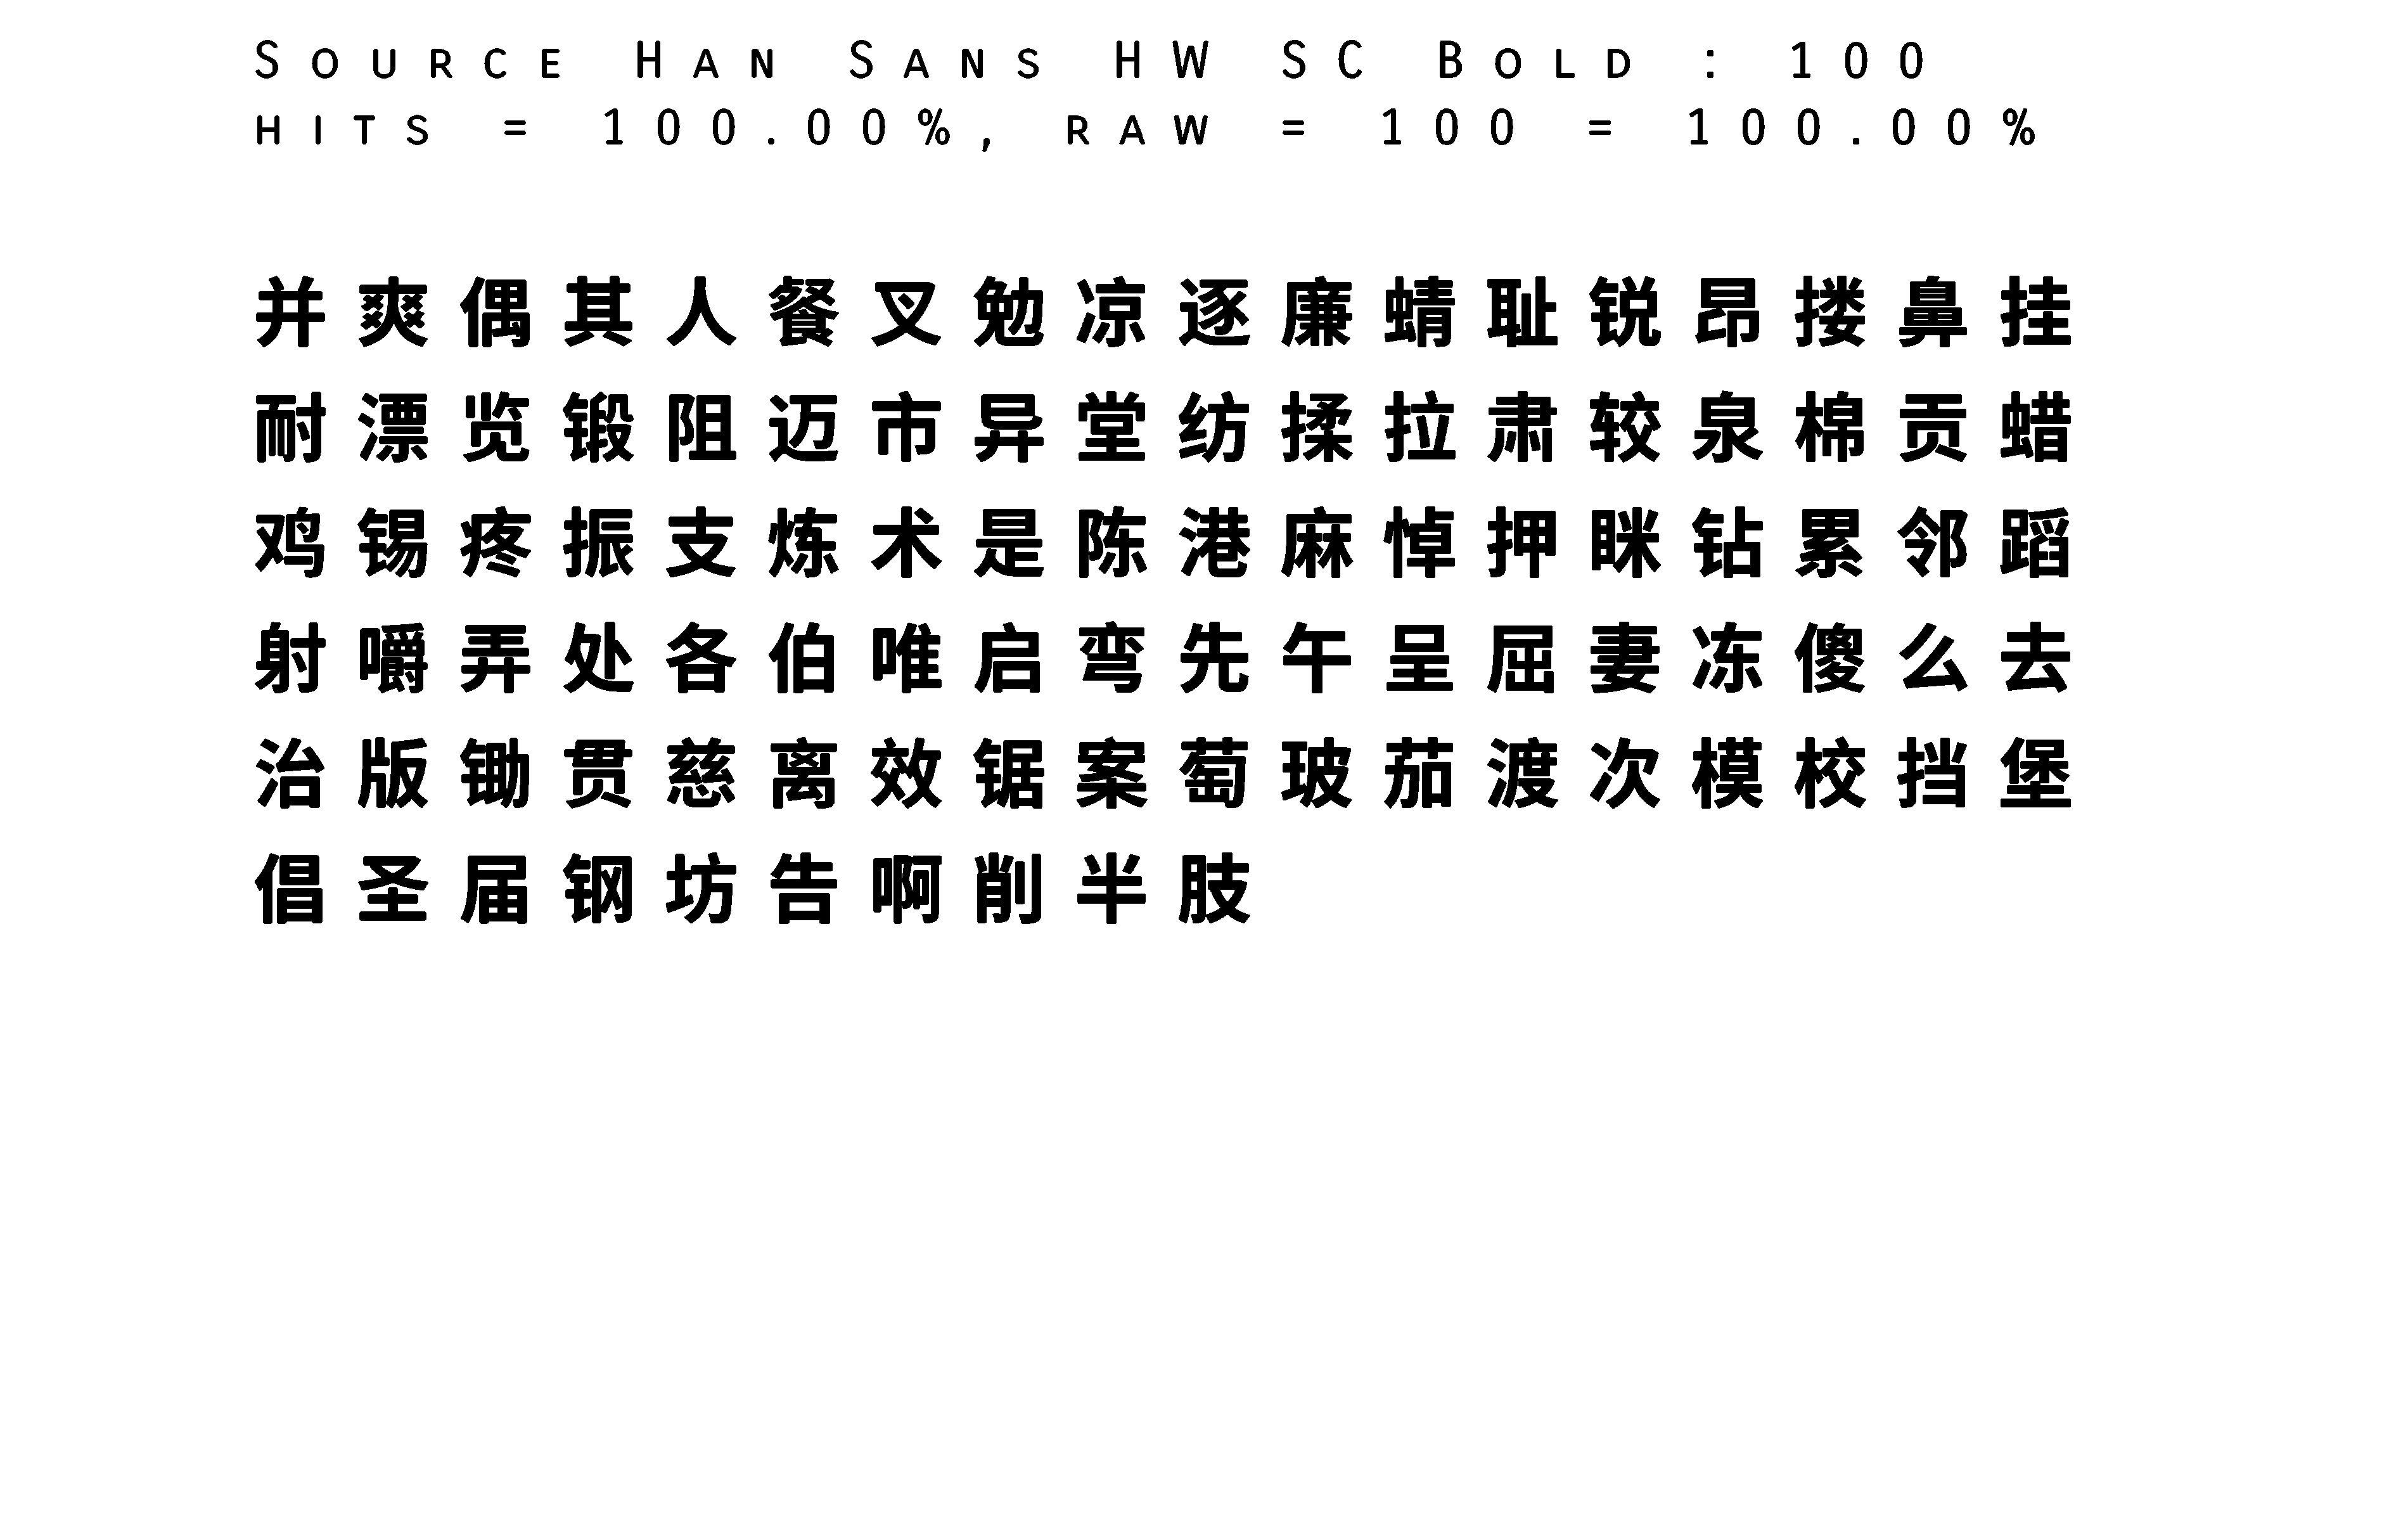 Source Han Sans HW SC Bold : 100
hits = 100.00%, raw = 100 = 100.00%
并爽偶其人餐叉勉凉逐廉蜻耻锐昂搂鼻挂
耐漂览锻阻迈市异堂纺揉拉肃较泉棉贡蜡
鸡锡疼振支炼术是陈港麻悼押眯钻累邻蹈
射嚼弄处各伯唯启弯先午呈屈妻冻傻么去
治版锄贯慈离效锯案萄玻茄渡次模校挡堡
倡圣届钢坊告啊削半肢